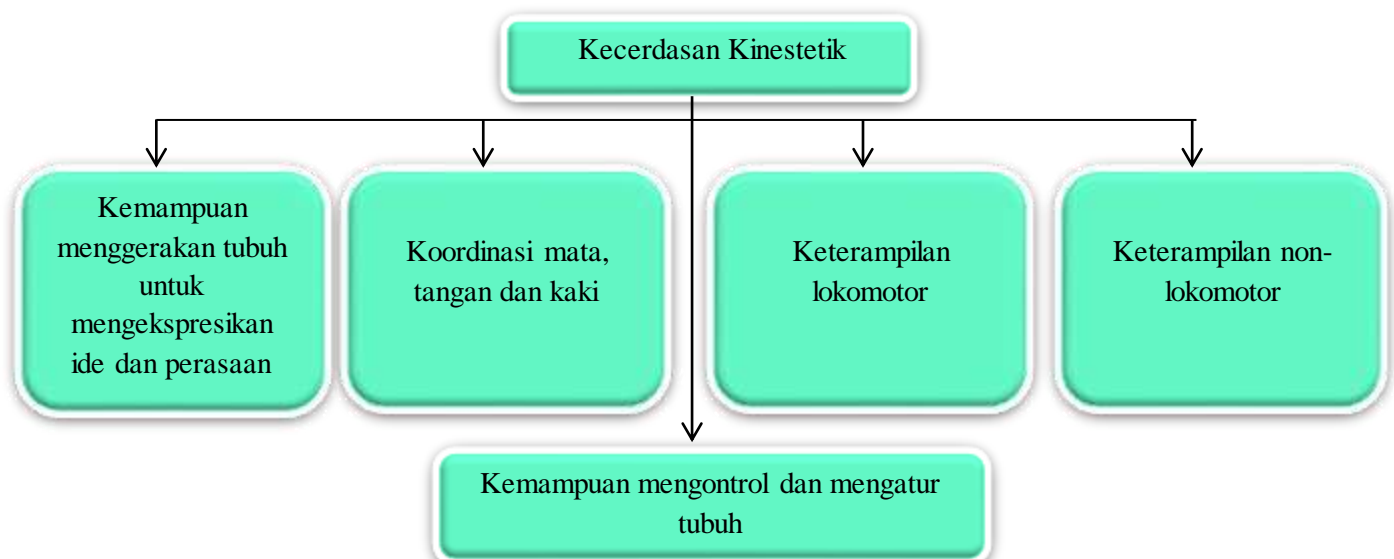 Kecerdasan Kinestetik
Kemampuan
menggerakan tubuh
untuk
mengekspresikan
ide dan perasaan
Koordinasi mata,
tangan dan kaki
Keterampilan
lokomotor
Keterampilan non-
lokomotor
Kemampuan mengontrol dan mengatur
tubuh